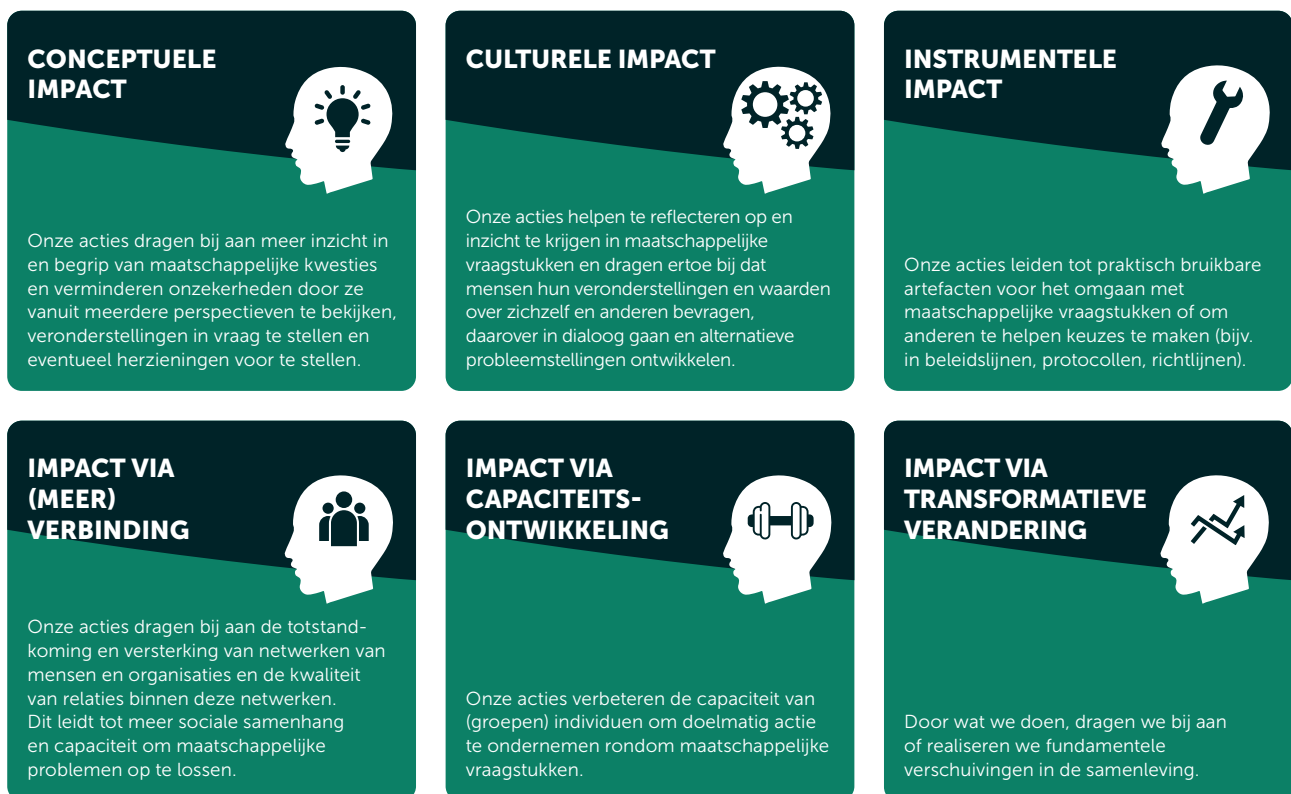 CONCEPTUELE
IMPACT
Onze acties dragen bij aan meer inzicht in
en begrip van maatschappelijke kwesties
en verminderen onzekerheden door ze
vanuit meerdere perspectieven te bekijken,
veronderstellingen in vraag te stellen en
eventueel herzieningen voor te stellen.
CULTURELE IMPACT
Onze acties helpen te reflecteren op en
inzicht te krijgen in maatschappelijke
vraagstukken en dragen ertoe bij dat
mensen hun veronderstellingen en waarden
over zichzelf en anderen bevragen,
daarover in dialoog gaan en alternatieve
probleemstellingen ontwikkelen.
INSTRUMENTELE
IMPACT
Onze acties leiden tot praktisch bruikbare
artefacten voor het omgaan met
maatschappelijke vraagstukken of om
anderen te helpen keuzes te maken (bijv.
in beleidslijnen, protocollen, richtlijnen).
IMPACT VIA
(MEER)
VERBINDING
Onze acties dragen bij aan de totstand-
koming en versterking van netwerken van
mensen en organisaties en de kwaliteit
van relaties binnen deze netwerken.
Dit leidt tot meer sociale samenhang
en capaciteit om maatschappelijke
problemen op te lossen.
IMPACT VIA
CAPACITEITS-
ONTWIKKELING
Onze acties verbeteren de capaciteit van
(groepen) individuen om doelmatig actie
te ondernemen rondom maatschappelijke
vraagstukken.
IMPACT VIA
TRANSFORMATIEVE
VERANDERING
Door wat we doen, dragen we bij aan
of realiseren we fundamentele
verschuivingen in de samenleving.